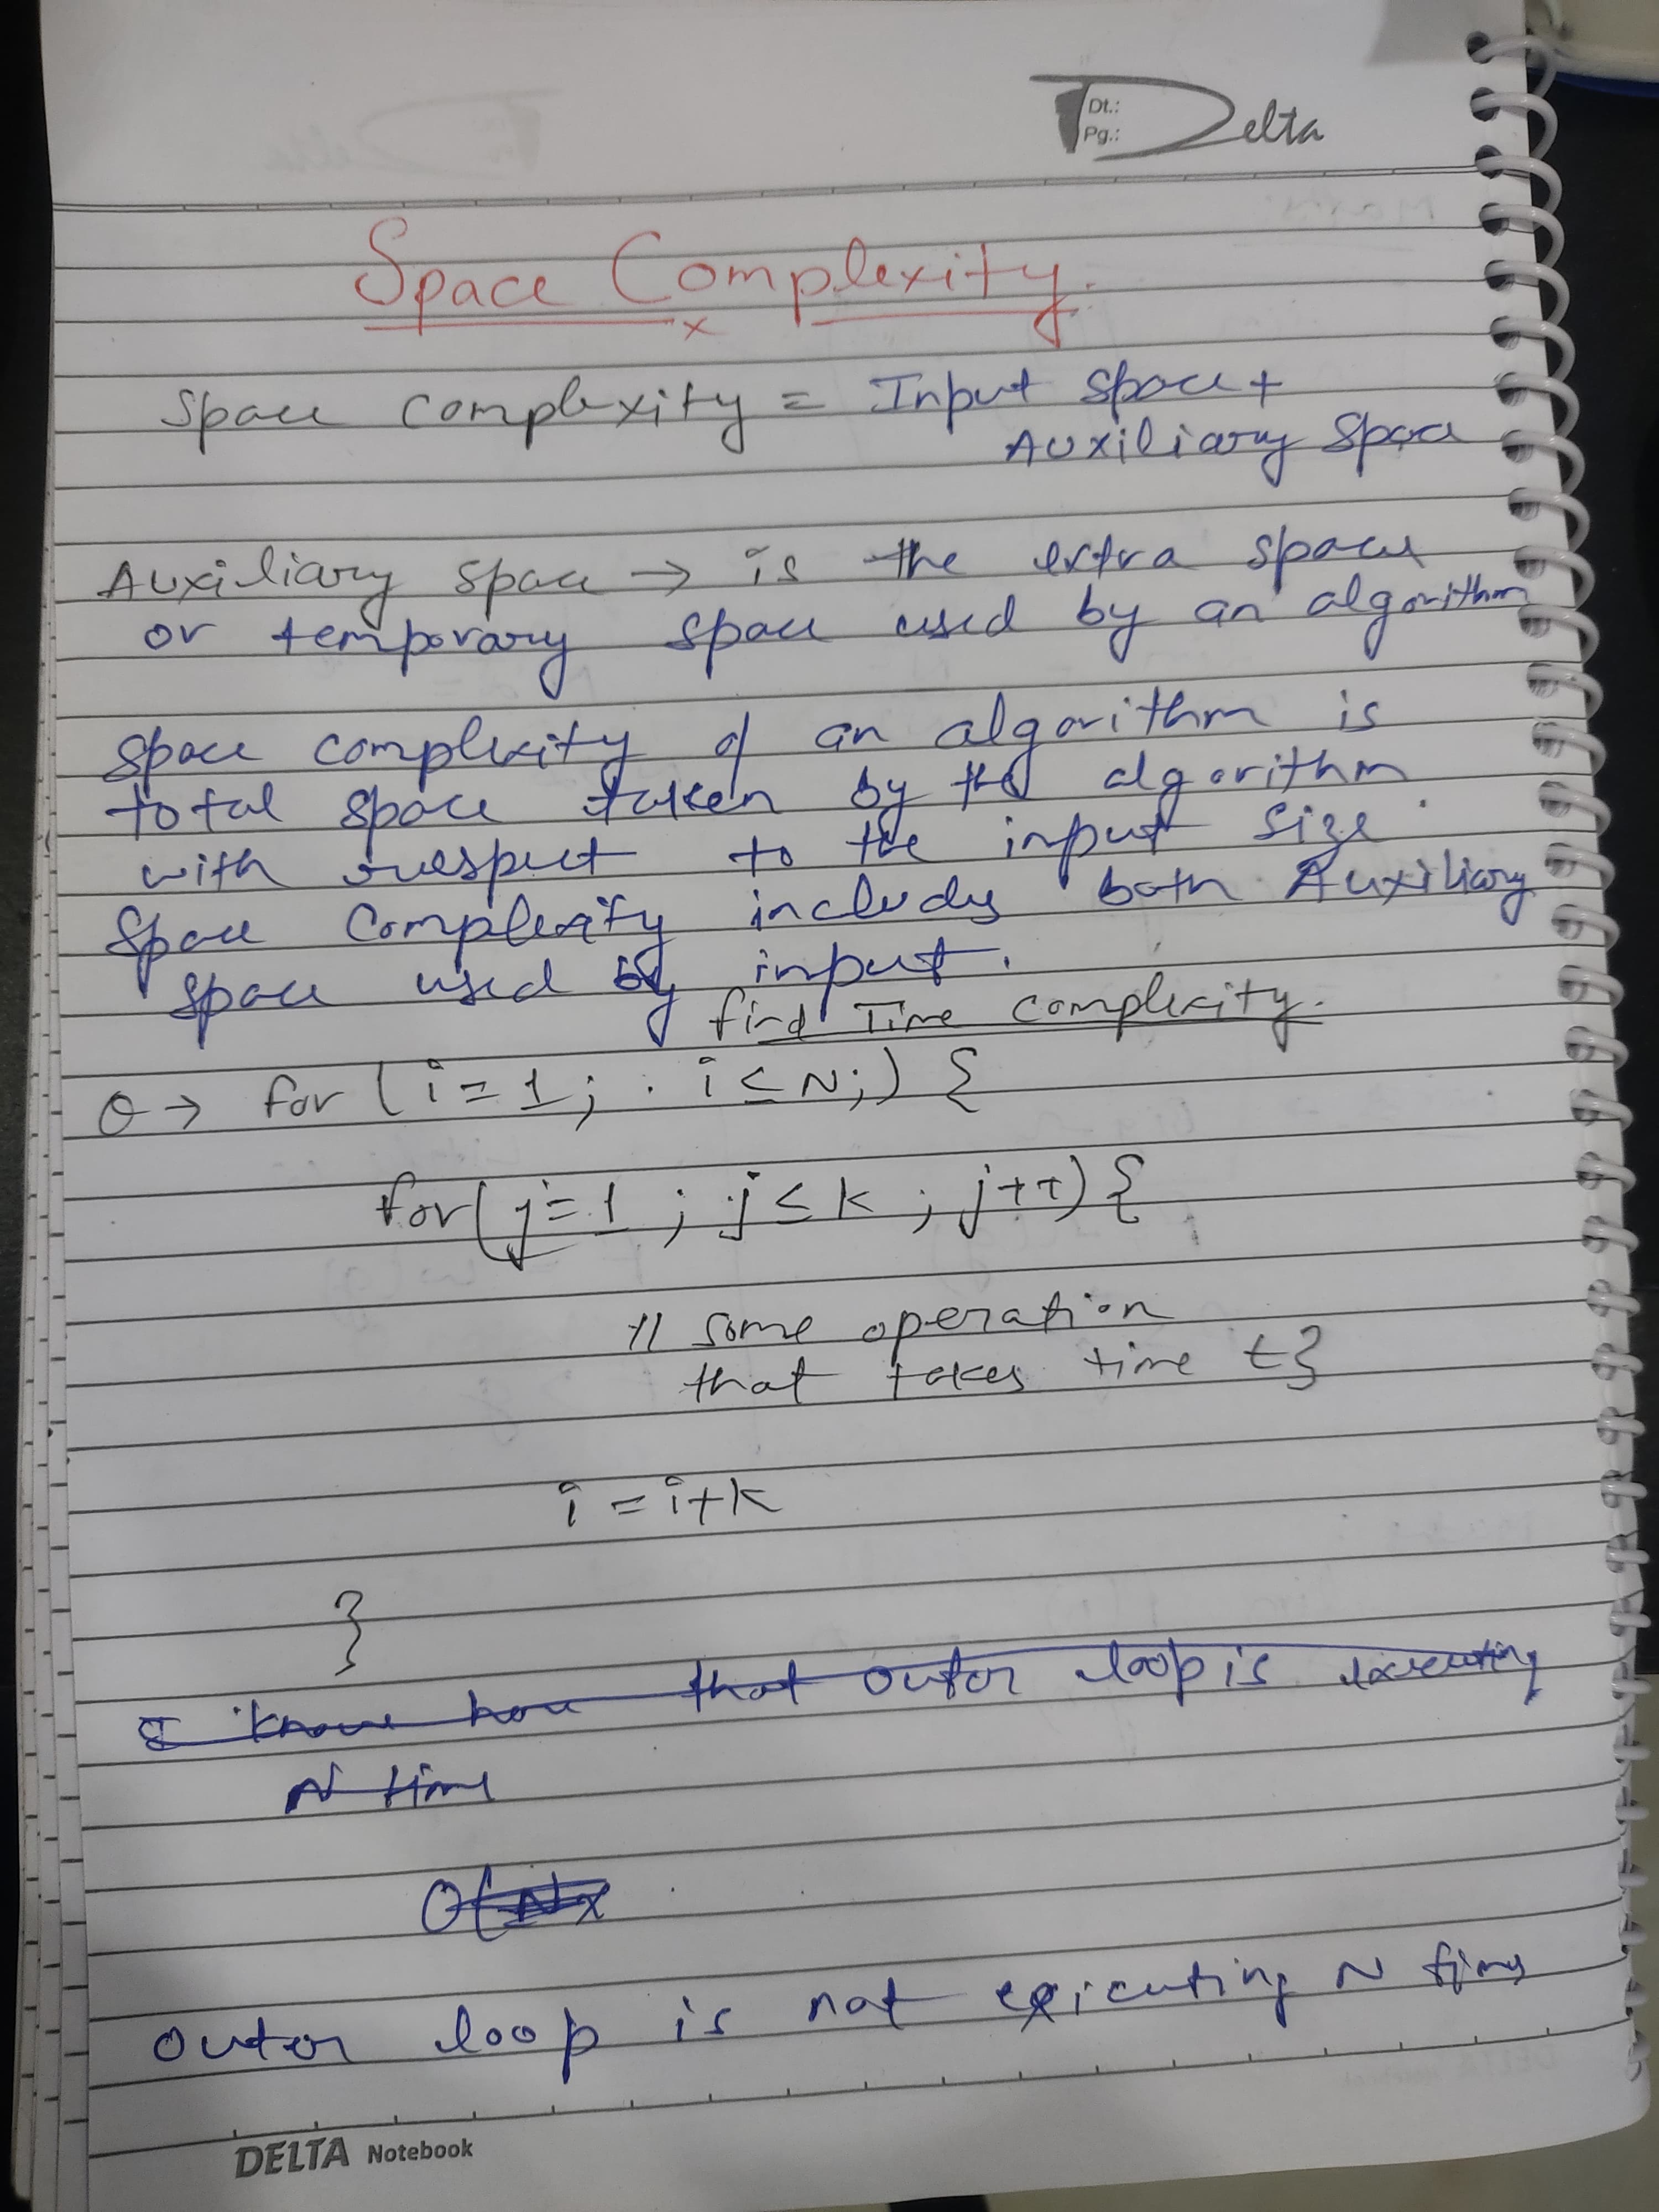 Dt.:
Pg.:
Delta
Space Complexity.
Space complexity = Input space +
Auxiliary Space
Auxiliary space → is the extra space
or temporary space used by an algorithm
Space complexity of an algorithm is
total space taken by the algorithm
with respect to the input size.
Space Complexity includes both Auxiliary
space used by input.
find Time complexity.
Q → for (i=1; i≤N;) {
for(j=1; j≤k; j++) {
// some operation
that takes time t}
i = i+k
}
I know how that outer loop is executing
N time
O(Nx
Outer loop is not exicuting N times
DELTA Notebook